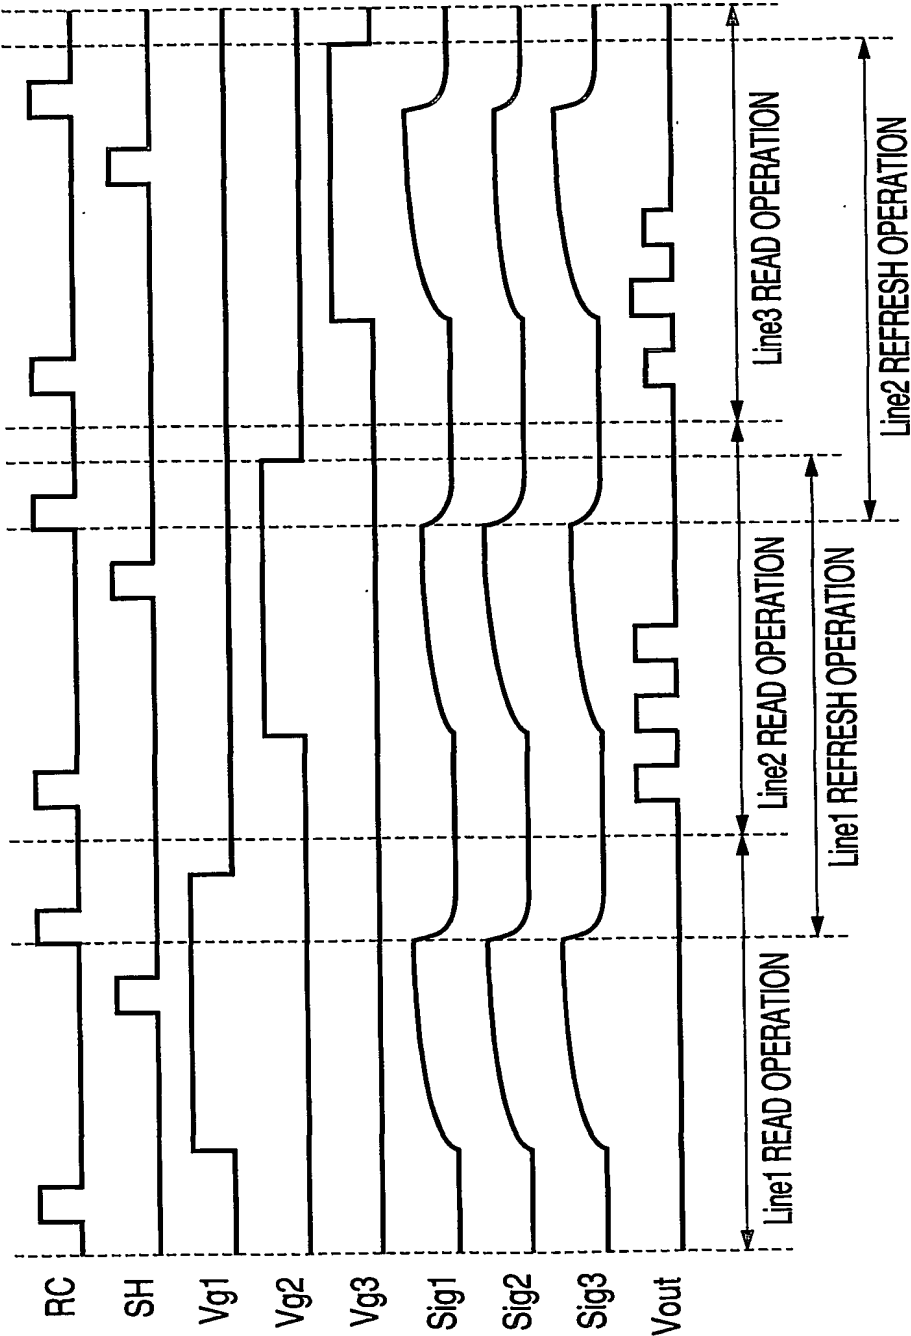 RC
SH
Vg1
Vg2
Vg3
Sig1
Sig2
Sig3
Vout
Line1 READ OPERATION
Line2 READ OPERATION
Line3 READ OPERATION
Line1 REFRESH OPERATION
Line2 REFRESH OPERATION